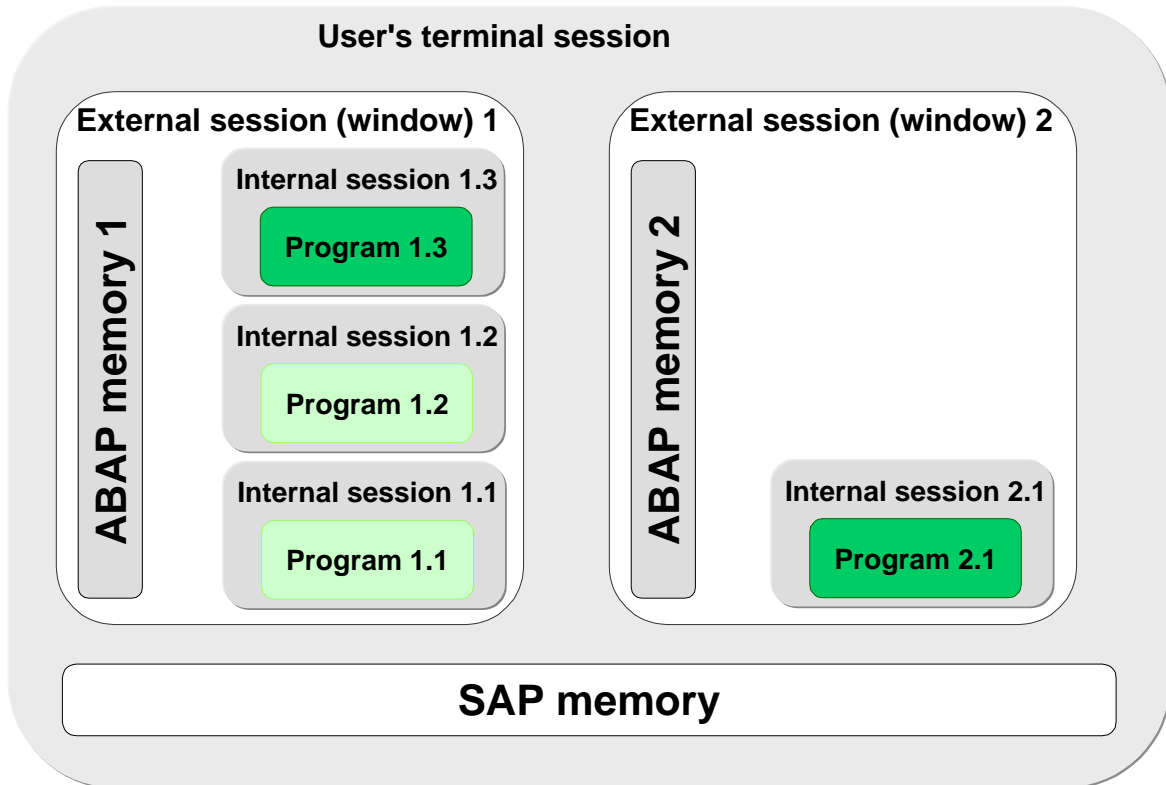 User's terminal session
External session (window) 1
ABAP memory 1
Internal session 1.3
Program 1.3
Internal session 1.2
Program 1.2
Internal session 1.1
Program 1.1
External session (window) 2
ABAP memory 2
Internal session 2.1
Program 2.1
SAP memory